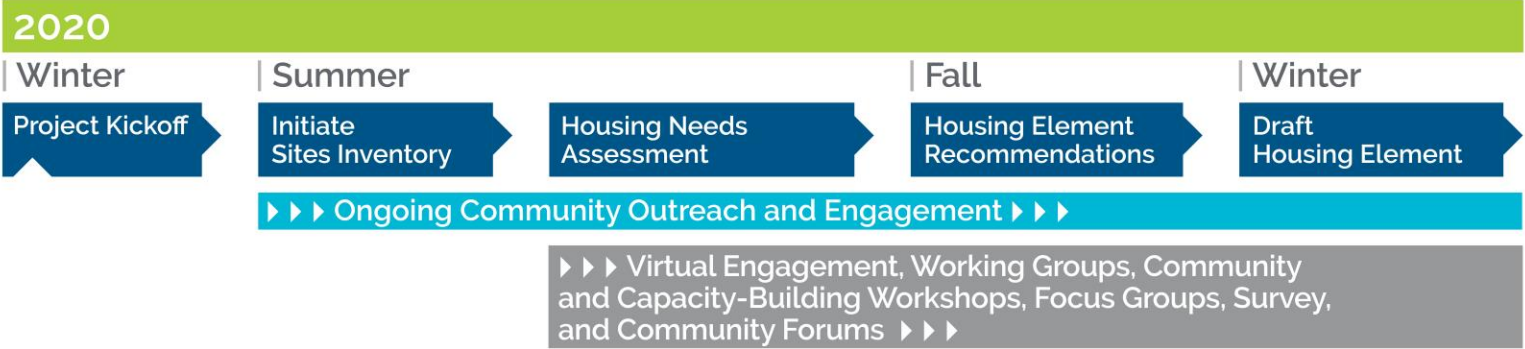 2020
Winter
Summer
Fall
Winter
Project Kickoff
Initiate
Sites Inventory
Housing Needs
Assessment
Housing Element
Recommendations
Draft
Housing Element
Ongoing Community Outreach and Engagement
Virtual Engagement, Working Groups, Community
and Capacity-Building Workshops, Focus Groups, Survey,
and Community Forums